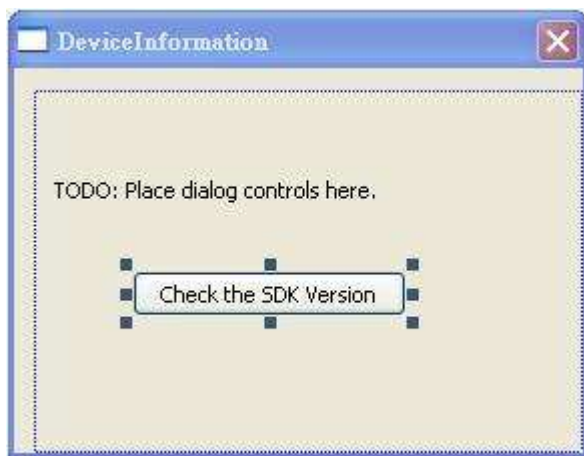 DeviceInformation
TODO: Place dialog controls here.
Check the SDK Version